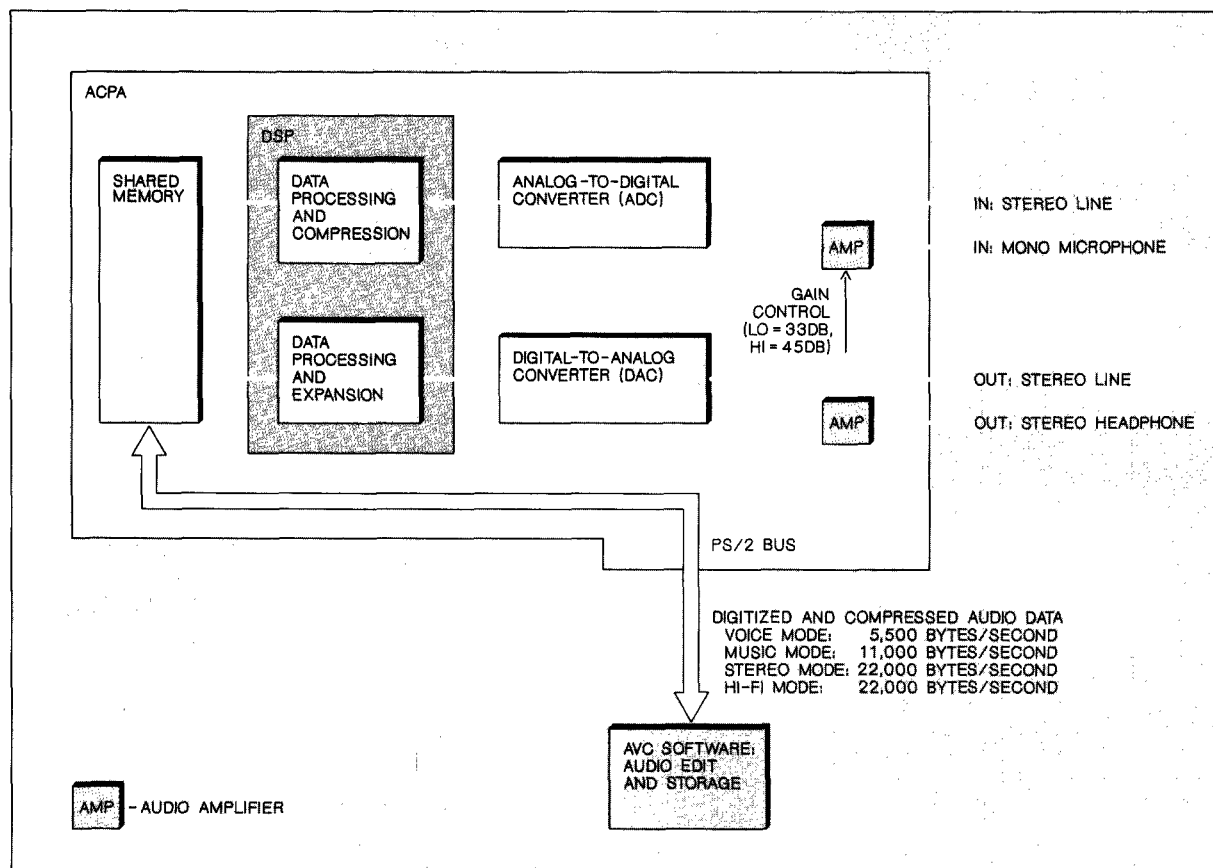 ACPA
DSP
SHARED
MEMORY
DATA
PROCESSING
AND
COMPRESSION
ANALOG-TO-DIGITAL
CONVERTER (ADC)
IN: STEREO LINE
AMP
IN: MONO MICROPHONE
GAIN
CONTROL
(LO = 33DB,
HI = 45DB)
DATA
PROCESSING
AND
EXPANSION
DIGITAL-TO-ANALOG
CONVERTER (DAC)
OUT: STEREO LINE
AMP
OUT: STEREO HEADPHONE
PS/2 BUS
DIGITIZED AND COMPRESSED AUDIO DATA
VOICE MODE: 5,500 BYTES/SECOND
MUSIC MODE: 11,000 BYTES/SECOND
STEREO MODE: 22,000 BYTES/SECOND
HI-FI MODE: 22,000 BYTES/SECOND
AVC SOFTWARE:
AUDIO EDIT
AND STORAGE
AMP - AUDIO AMPLIFIER